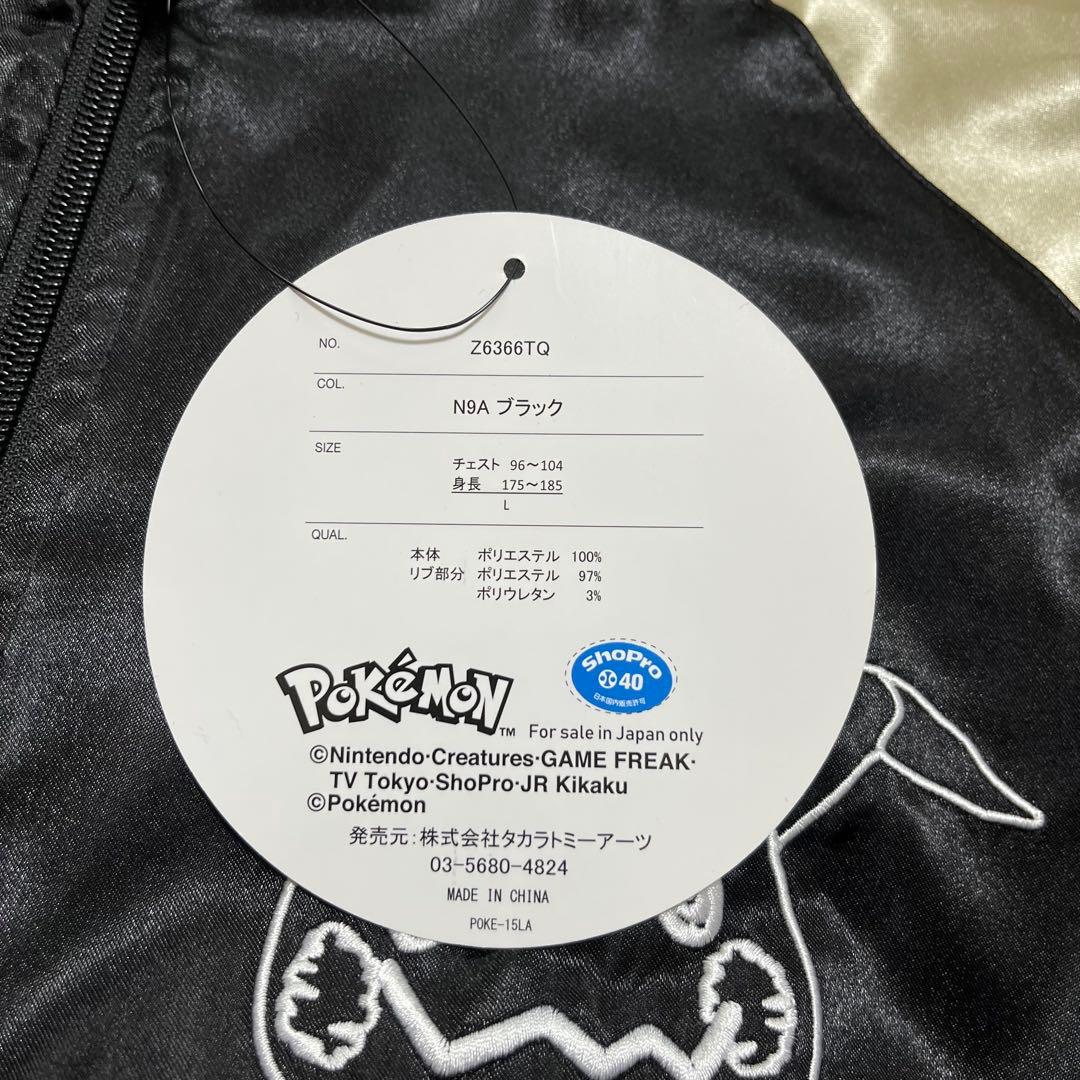 NO.
Z6366TQ
COL.
N9A ブラック
SIZE
チェスト 96～104
身長 175～185
L
QUAL.
本体 ポリエステル 100%
リブ部分 ポリエステル 97%
ポリウレタン 3%
POKéMON™
ShoPro
40
日本国内販売許可
For sale in Japan only
©Nintendo·Creatures·GAME FREAK·
TV Tokyo·ShoPro·JR Kikaku
©Pokémon
発売元：株式会社タカラトミーアーツ
03-5680-4824
MADE IN CHINA
POKE-15LA